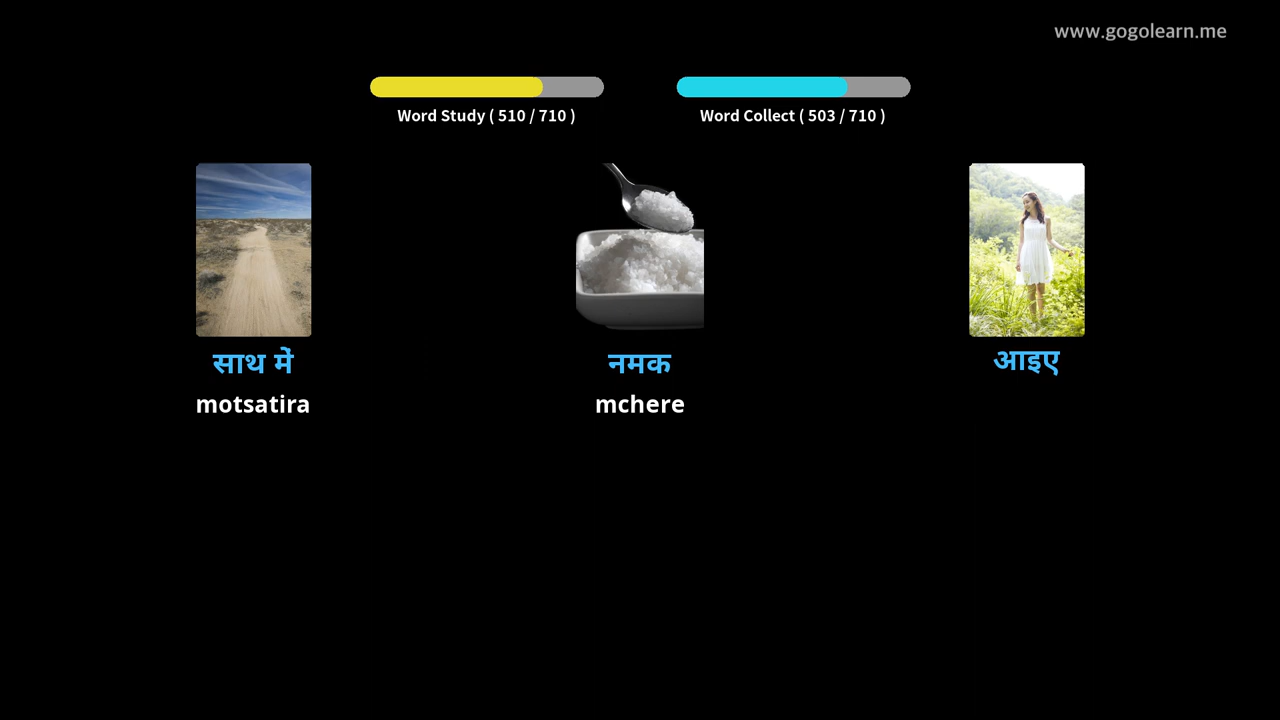 www.gogolearn.me
Word Study ( 510 / 710 )
Word Collect ( 503 / 710 )
साथ में
नमक
आइए
motsatira
mchere